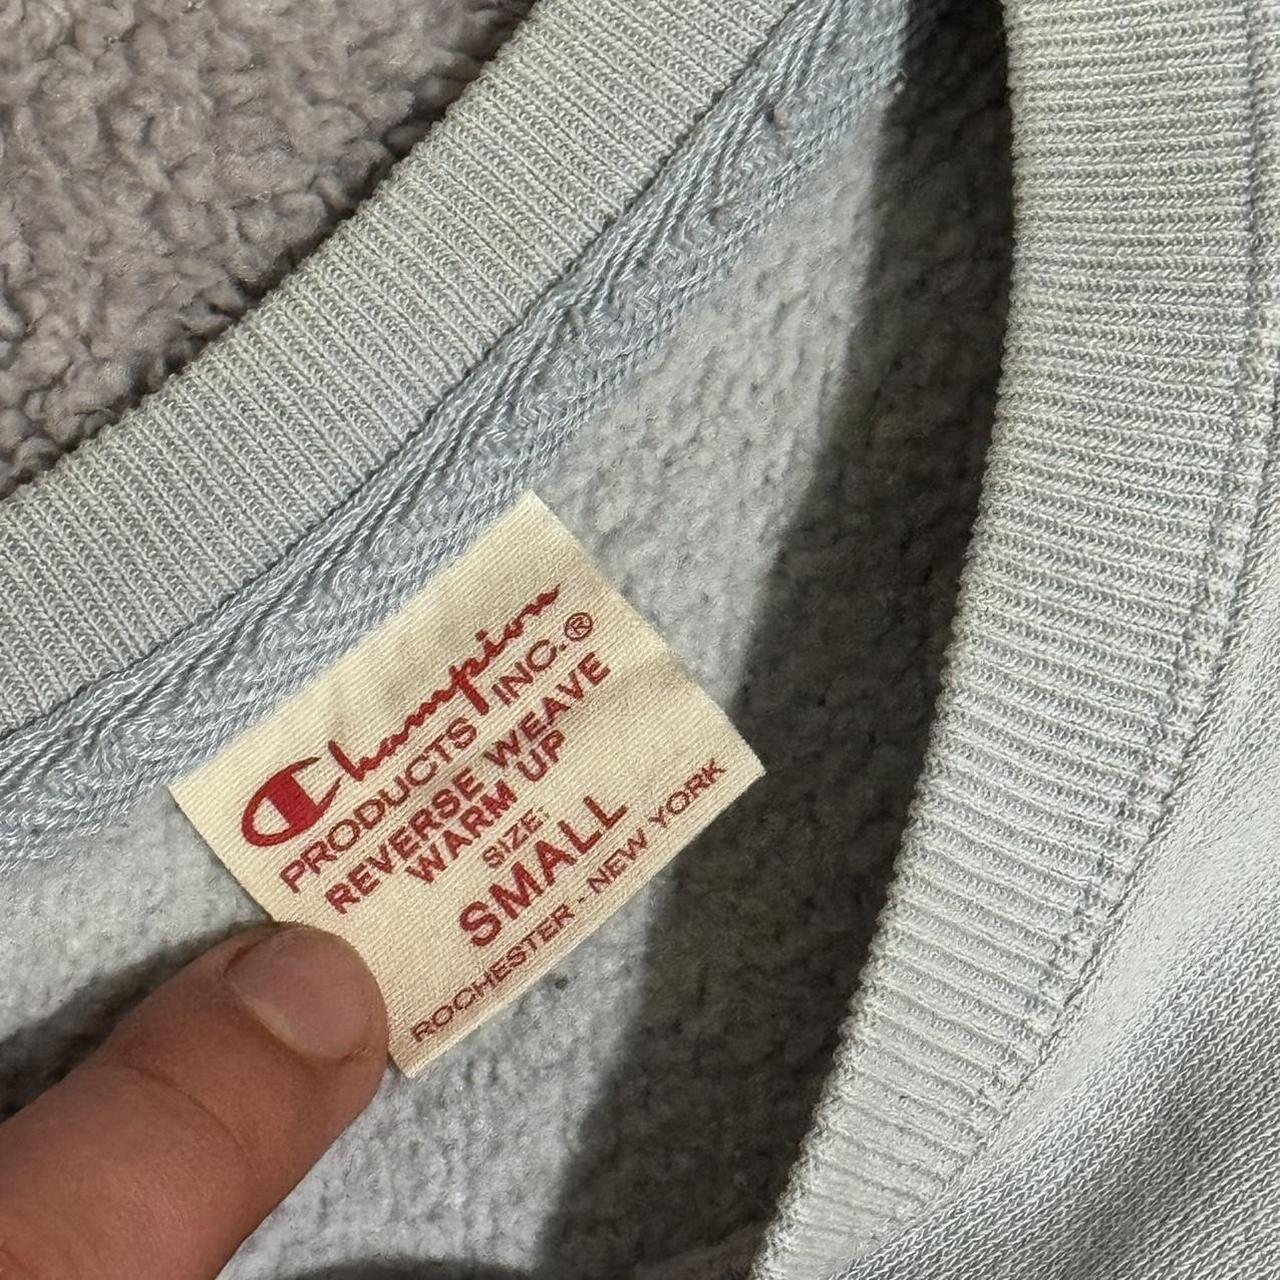 Champion
PRODUCTS INC.®
REVERSE WEAVE
WARM UP
SIZE:
SMALL
ROCHESTER - NEW YORK